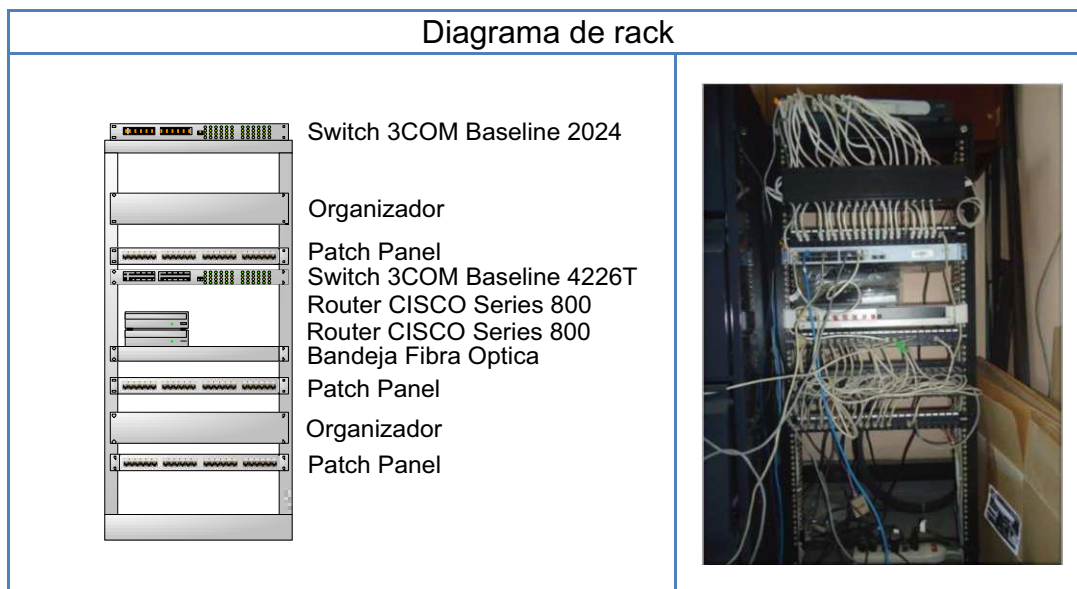 Diagrama de rack
Switch 3COM Baseline 2024
Organizador
Patch Panel
Switch 3COM Baseline 4226T
Router CISCO Series 800
Router CISCO Series 800
Bandeja Fibra Optica
Patch Panel
Organizador
Patch Panel